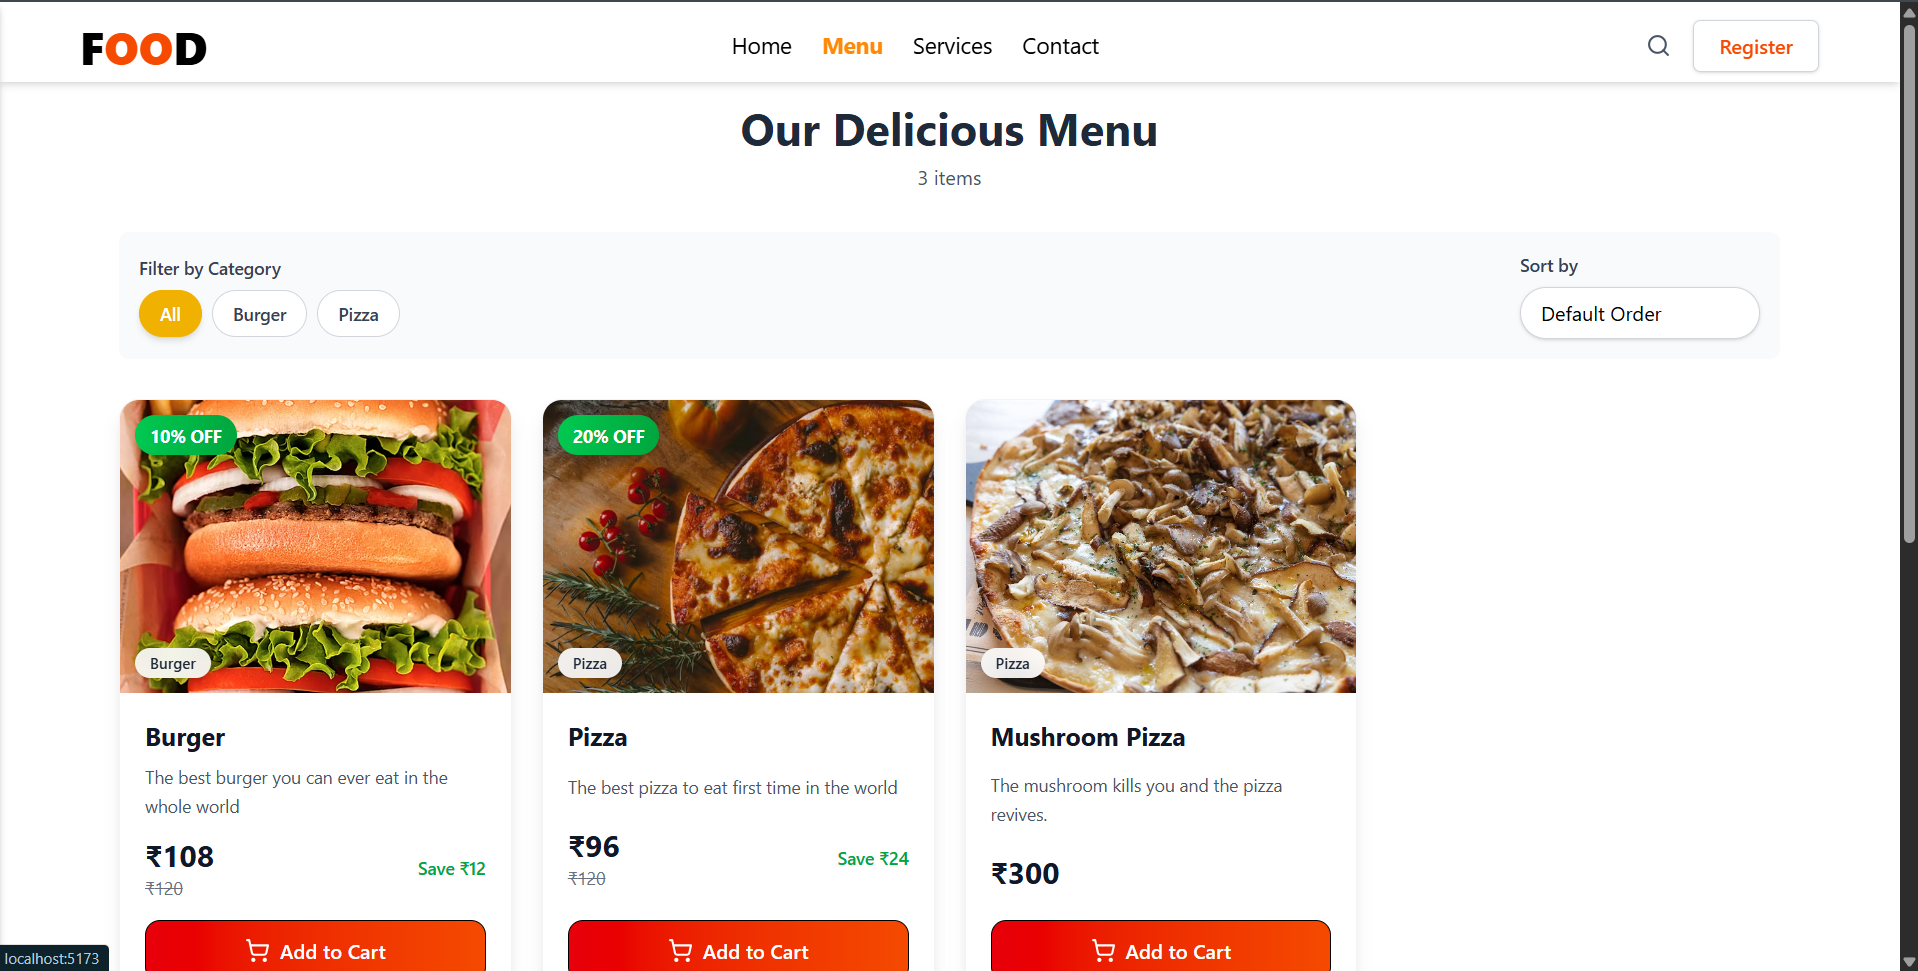 FOOD
Home
Menu
Services
Contact
Register
Our Delicious Menu
3 items
Filter by Category
All
Burger
Pizza
Sort by
Default Order
10% OFF
Burger
Burger
The best burger you can ever eat in the
whole world
₹108
₹120
Save ₹12
Add to Cart
20% OFF
Pizza
Pizza
The best pizza to eat first time in the world
₹96
₹120
Save ₹24
Add to Cart
Pizza
Mushroom Pizza
The mushroom kills you and the pizza
revives.
₹300
Add to Cart
localhost:5173